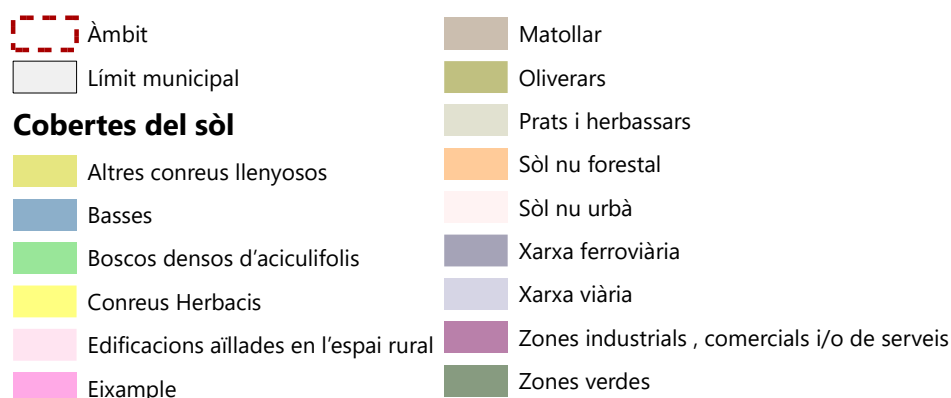 Àmbit
Límit municipal
Cobertes del sòl
Altres conreus llenyosos
Basses
Boscos densos d'aciculifolis
Conreus Herbacis
Edificacions aïllades en l'espai rural
Eixample
Matollar
Oliverars
Prats i herbassars
Sòl nu forestal
Sòl nu urbà
Xarxa ferroviària
Xarxa viària
Zones industrials , comercials i/o de serveis
Zones verdes